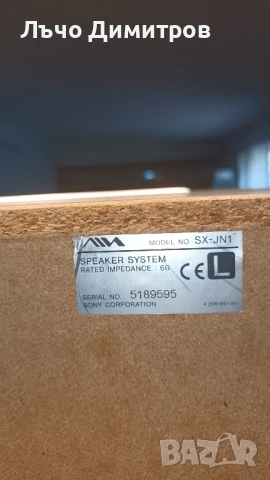 Лъчо Димитров
AIWA
MODEL NO. SX-JN1
SPEAKER SYSTEM
RATED IMPEDANCE : 6Ω
CE L
SERIAL NO. 5189595
SONY CORPORATION
BAZAR